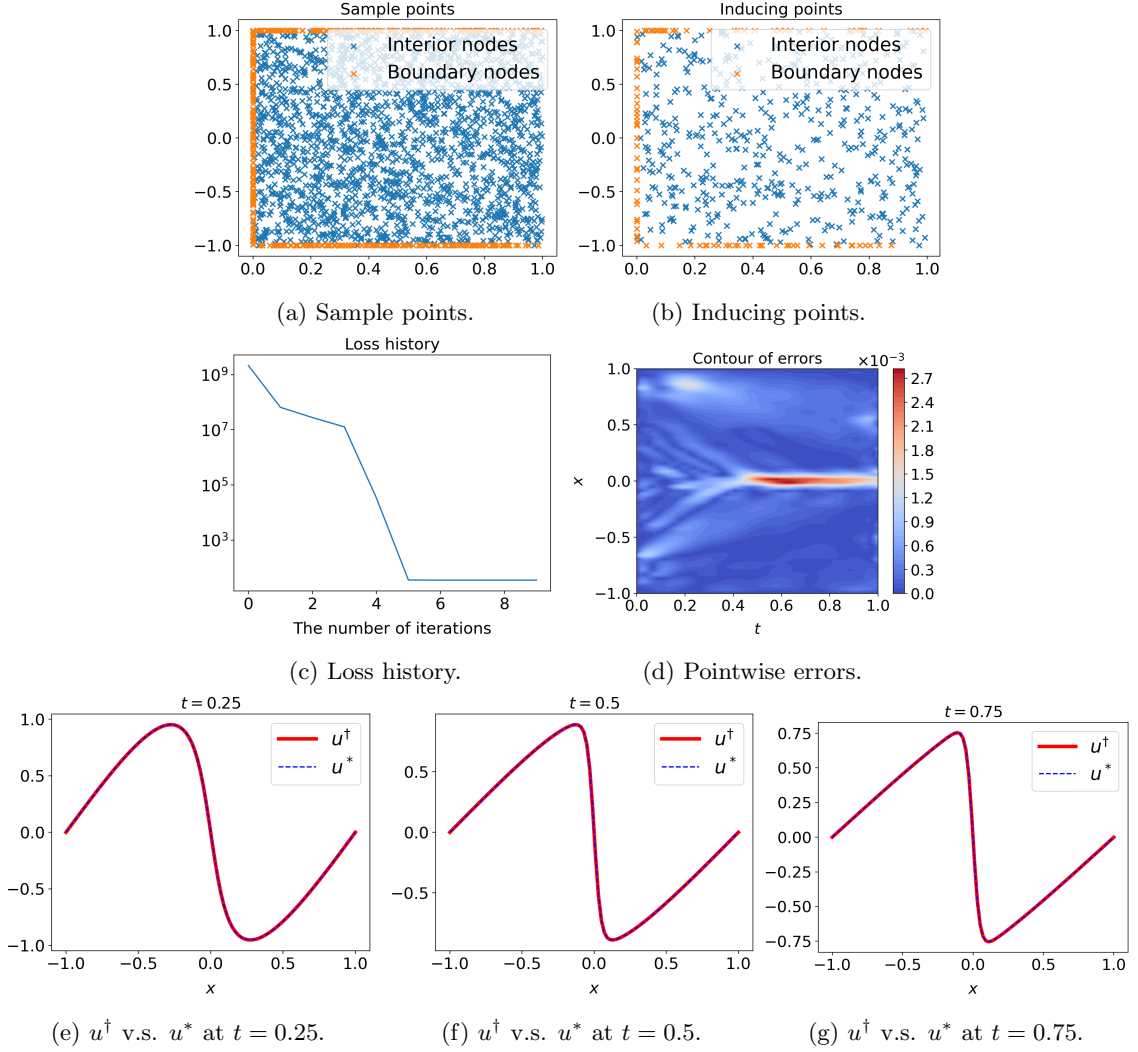 Sample points
Inducing points
1.0
0.5
0.0
−0.5
−1.0
Interior nodes
Boundary nodes
0.0 0.2 0.4 0.6 0.8 1.0
1.0
0.5
0.0
−0.5
−1.0
Interior nodes
Boundary nodes
0.0 0.2 0.4 0.6 0.8 1.0
(a) Sample points.
(b) Inducing points.
Loss history
10⁹
10⁷
10⁵
10³
0 2 4 6 8
The number of iterations
Contour of errors
×10⁻³
1.0
0.5
0.0
−0.5
−1.0
x
0.0 0.2 0.4 0.6 0.8 1.0
t
2.7
2.4
2.1
1.8
1.5
1.2
0.9
0.6
0.3
0.0
(c) Loss history.
(d) Pointwise errors.
t = 0.25
1.0
0.5
0.0
−0.5
−1.0
u†
u*
−1.0 −0.5 0.0 0.5 1.0
x
t = 0.5
0.5
0.0
−0.5
u†
u*
−1.0 −0.5 0.0 0.5 1.0
x
t = 0.75
0.75
0.50
0.25
0.00
−0.25
−0.50
−0.75
u†
u*
−1.0 −0.5 0.0 0.5 1.0
x
(e) u† v.s. u* at t = 0.25.
(f) u† v.s. u* at t = 0.5.
(g) u† v.s. u* at t = 0.75.